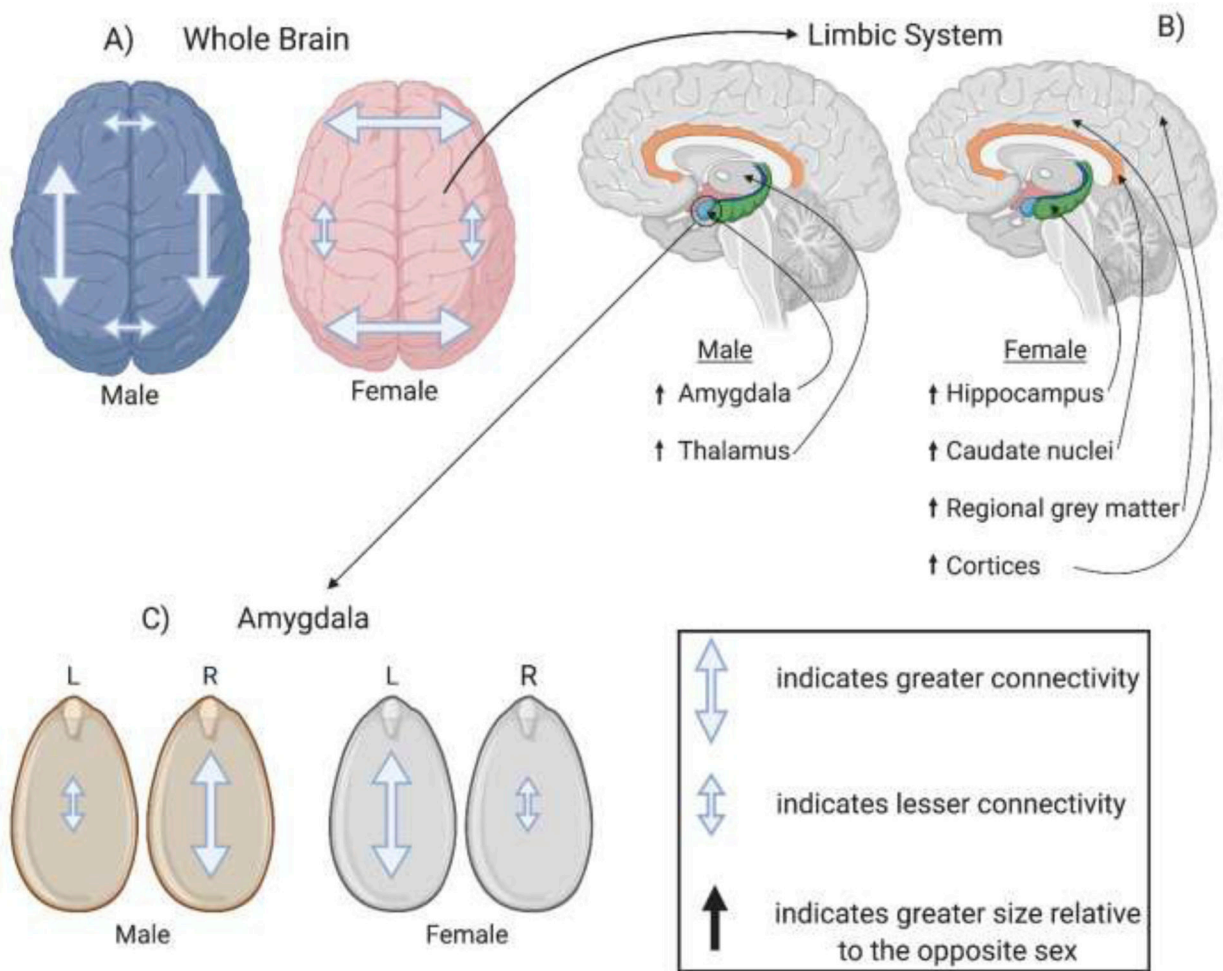 A) Whole Brain
Male
Female
Limbic System
B)
Male
Amygdala
Thalamus
Female
Hippocampus
Caudate nuclei
Regional grey matter
Cortices
C) Amygdala
L
R
Male
L
R
Female
indicates greater connectivity
indicates lesser connectivity
indicates greater size relative
to the opposite sex